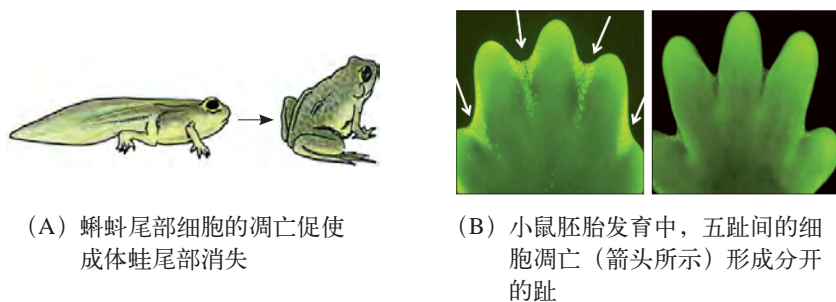 （A）蝌蚪尾部细胞的凋亡促使
成体蛙尾部消失
（B）小鼠胚胎发育中，五趾间的细
胞凋亡（箭头所示）形成分开
的趾